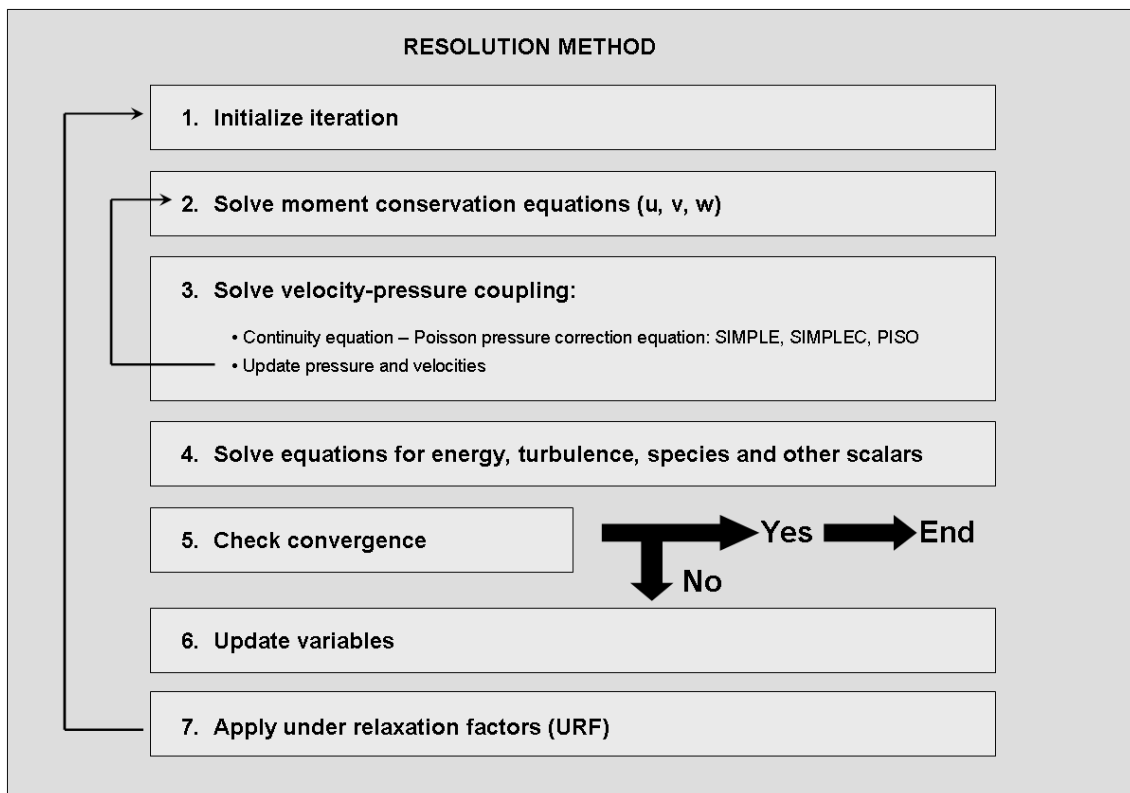 RESOLUTION METHOD
1. Initialize iteration
2. Solve moment conservation equations (u, v, w)
3. Solve velocity-pressure coupling:
• Continuity equation – Poisson pressure correction equation: SIMPLE, SIMPLEC, PISO
• Update pressure and velocities
4. Solve equations for energy, turbulence, species and other scalars
5. Check convergence
Yes
End
No
6. Update variables
7. Apply under relaxation factors (URF)